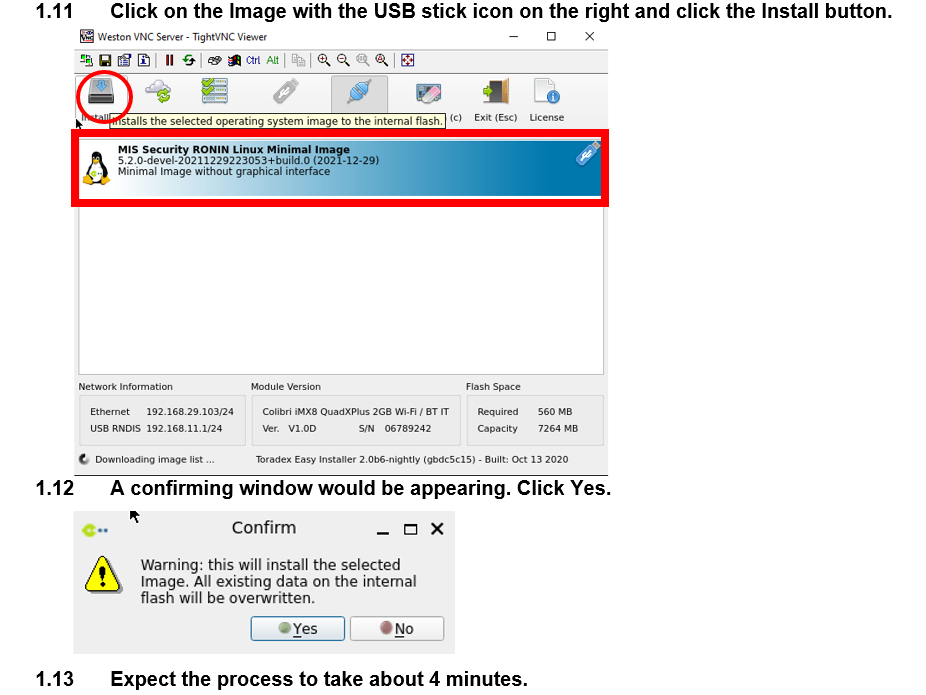 1.11 Click on the Image with the USB stick icon on the right and click the Install button.
Weston VNC Server - TightVNC Viewer
Ctrl Alt
Install
Installs the selected operating system image to the internal flash. (c) Exit (Esc) License
MIS Security RONIN Linux Minimal Image
5.2.0-devel-20211229223053+build.0 (2021-12-29)
Minimal Image without graphical interface
Network Information Module Version Flash Space
Ethernet 192.168.29.103/24 Colibri iMX8 QuadXPlus 2GB Wi-Fi / BT IT Required 560 MB
USB RNDIS 192.168.11.1/24 Ver. V1.0D S/N 06789242 Capacity 7264 MB
Downloading image list ... Toradex Easy Installer 2.0b6-nightly (gbdc5c15) - Built: Oct 13 2020
1.12 A confirming window would be appearing. Click Yes.
Confirm
Warning: this will install the selected
Image. All existing data on the internal
flash will be overwritten.
Yes No
1.13 Expect the process to take about 4 minutes.